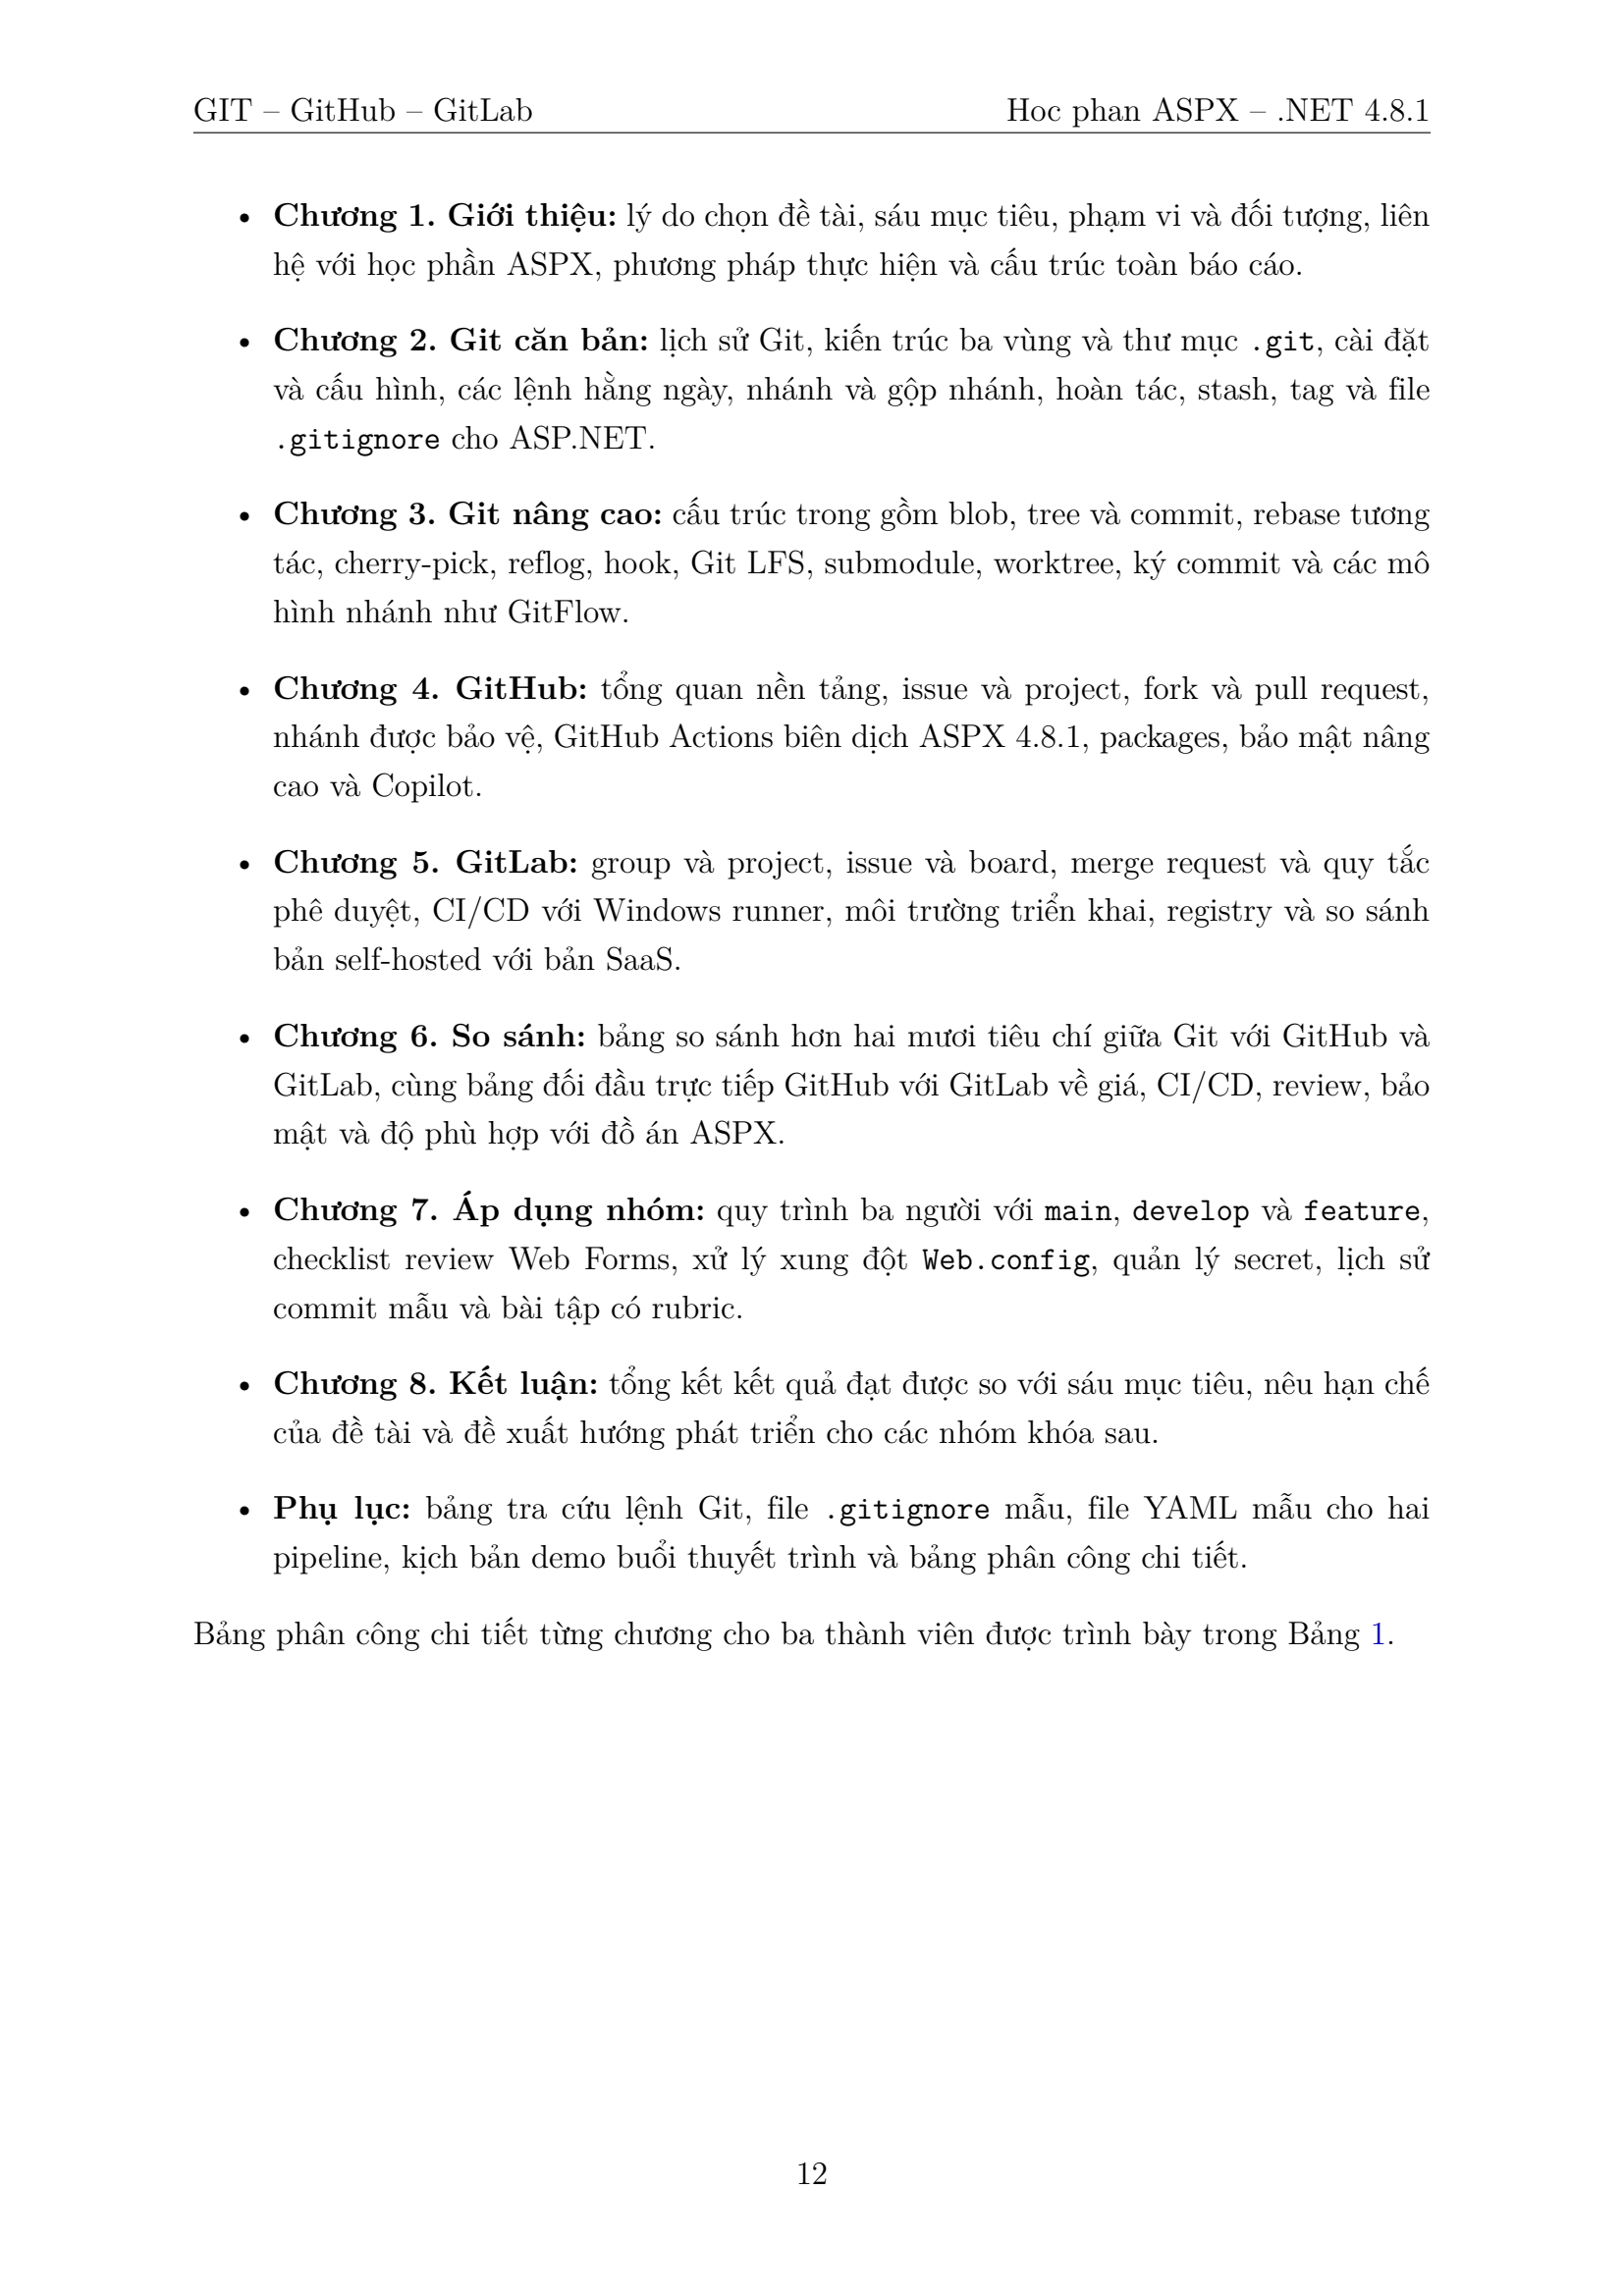 GIT – GitHub – GitLab
Hoc phan ASPX – .NET 4.8.1
• Chương 1. Giới thiệu: lý do chọn đề tài, sáu mục tiêu, phạm vi và đối tượng, liên
hệ với học phần ASPX, phương pháp thực hiện và cấu trúc toàn báo cáo.
• Chương 2. Git căn bản: lịch sử Git, kiến trúc ba vùng và thư mục .git, cài đặt
và cấu hình, các lệnh hằng ngày, nhánh và gộp nhánh, hoàn tác, stash, tag và file
.gitignore cho ASP.NET.
• Chương 3. Git nâng cao: cấu trúc trong gồm blob, tree và commit, rebase tương
tác, cherry-pick, reflog, hook, Git LFS, submodule, worktree, ký commit và các mô
hình nhánh như GitFlow.
• Chương 4. GitHub: tổng quan nền tảng, issue và project, fork và pull request,
nhánh được bảo vệ, GitHub Actions biên dịch ASPX 4.8.1, packages, bảo mật nâng
cao và Copilot.
• Chương 5. GitLab: group và project, issue và board, merge request và quy tắc
phê duyệt, CI/CD với Windows runner, môi trường triển khai, registry và so sánh
bản self-hosted với bản SaaS.
• Chương 6. So sánh: bảng so sánh hơn hai mươi tiêu chí giữa Git với GitHub và
GitLab, cùng bảng đối đầu trực tiếp GitHub với GitLab về giá, CI/CD, review, bảo
mật và độ phù hợp với đồ án ASPX.
• Chương 7. Áp dụng nhóm: quy trình ba người với main, develop và feature,
checklist review Web Forms, xử lý xung đột Web.config, quản lý secret, lịch sử
commit mẫu và bài tập có rubric.
• Chương 8. Kết luận: tổng kết kết quả đạt được so với sáu mục tiêu, nêu hạn chế
của đề tài và đề xuất hướng phát triển cho các nhóm khóa sau.
• Phụ lục: bảng tra cứu lệnh Git, file .gitignore mẫu, file YAML mẫu cho hai
pipeline, kịch bản demo buổi thuyết trình và bảng phân công chi tiết.
Bảng phân công chi tiết từng chương cho ba thành viên được trình bày trong Bảng 1.
12